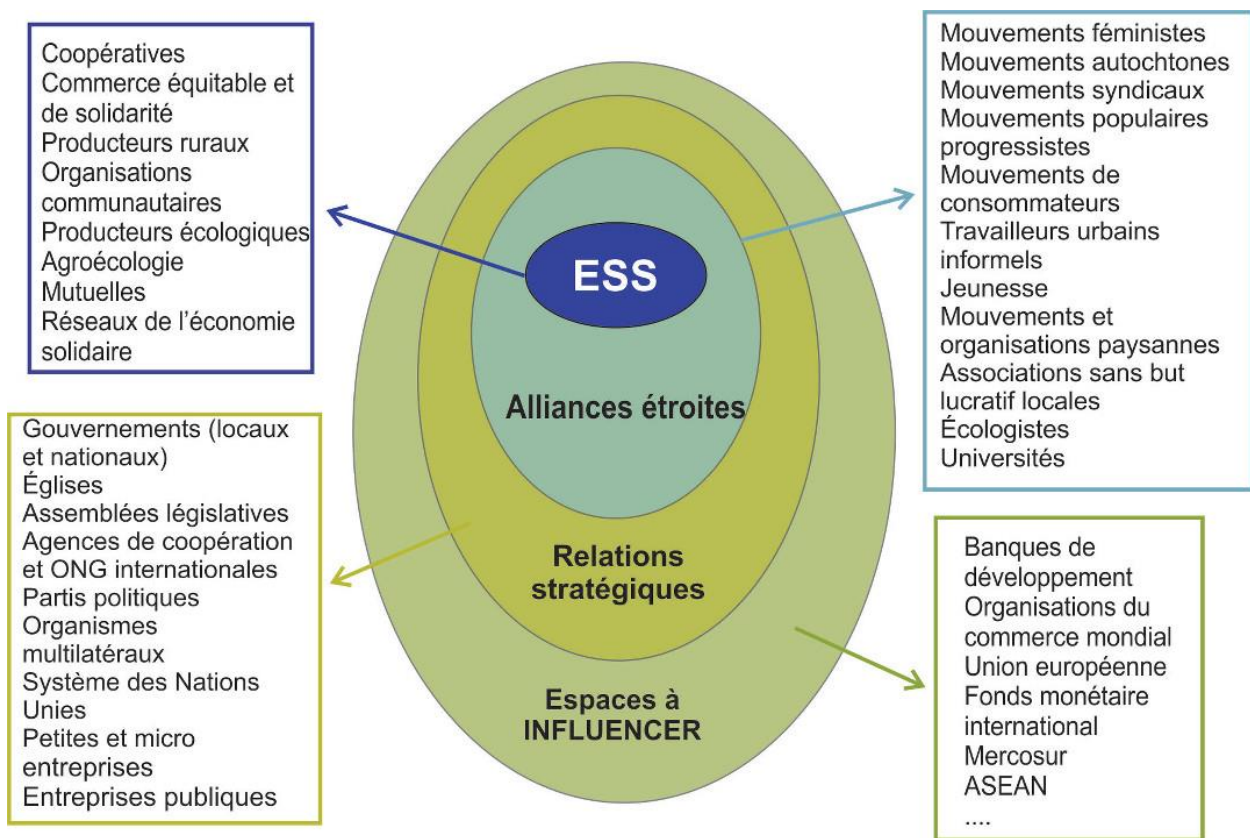 Coopératives
Commerce équitable et
de solidarité
Producteurs ruraux
Organisations
communautaires
Producteurs écologiques
Agroécologie
Mutuelles
Réseaux de l’économie
solidaire
Mouvements féministes
Mouvements autochtones
Mouvements syndicaux
Mouvements populaires
progressistes
Mouvements de
consommateurs
Travailleurs urbains
informels
Jeunesse
Mouvements et
organisations paysannes
Associations sans but
lucratif locales
Écologistes
Universités
ESS
Alliances étroites
Relations
stratégiques
Espaces à
INFLUENCER
Gouvernements (locaux
et nationaux)
Églises
Assemblées législatives
Agences de coopération
et ONG internationales
Partis politiques
Organismes
multilatéraux
Système des Nations
Unies
Petites et micro
entreprises
Entreprises publiques
Banques de
développement
Organisations du
commerce mondial
Union européenne
Fonds monétaire
international
Mercosur
ASEAN
....